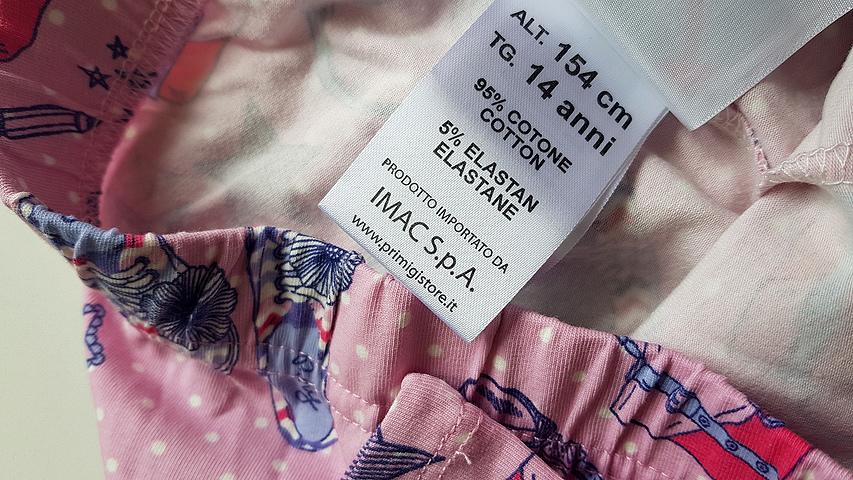 ALT. 154 cm
TG. 14 anni
95% COTONE
COTTON
5% ELASTAN
ELASTANE
PRODOTTO IMPORTATO DA
IMAC S.p.A.
www.primigistore.it